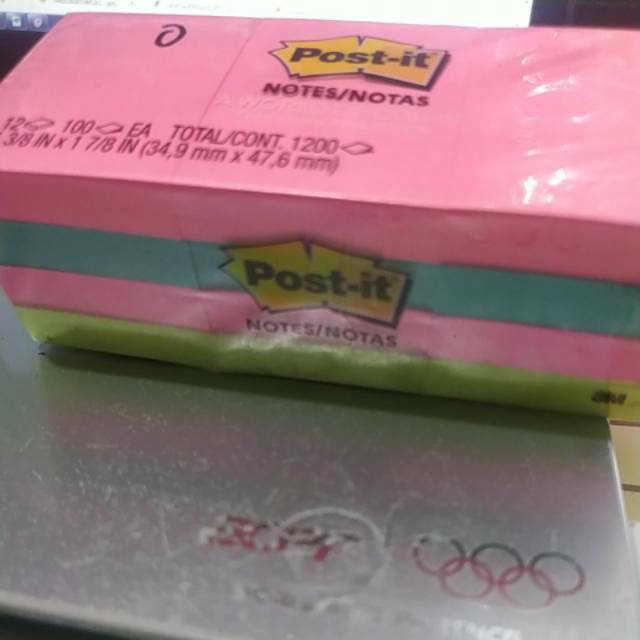 Post-it
NOTES/NOTAS
12 100 EA TOTAL/CONT. 1200
3/8 IN x 1 7/8 IN (34,9 mm x 47,6 mm)
Post-it
NOTES/NOTAS
3M